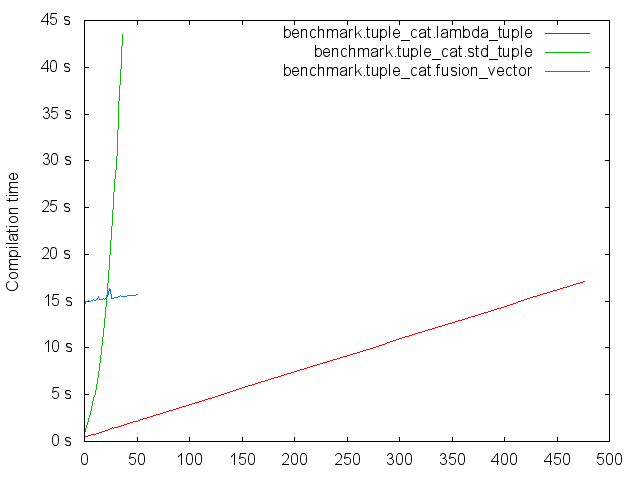 45 s
benchmark.tuple_cat.lambda_tuple
benchmark.tuple_cat.std_tuple
benchmark.tuple_cat.fusion_vector
40 s
35 s
30 s
25 s
20 s
15 s
10 s
5 s
0 s
Compilation time
0 50 100 150 200 250 300 350 400 450 500